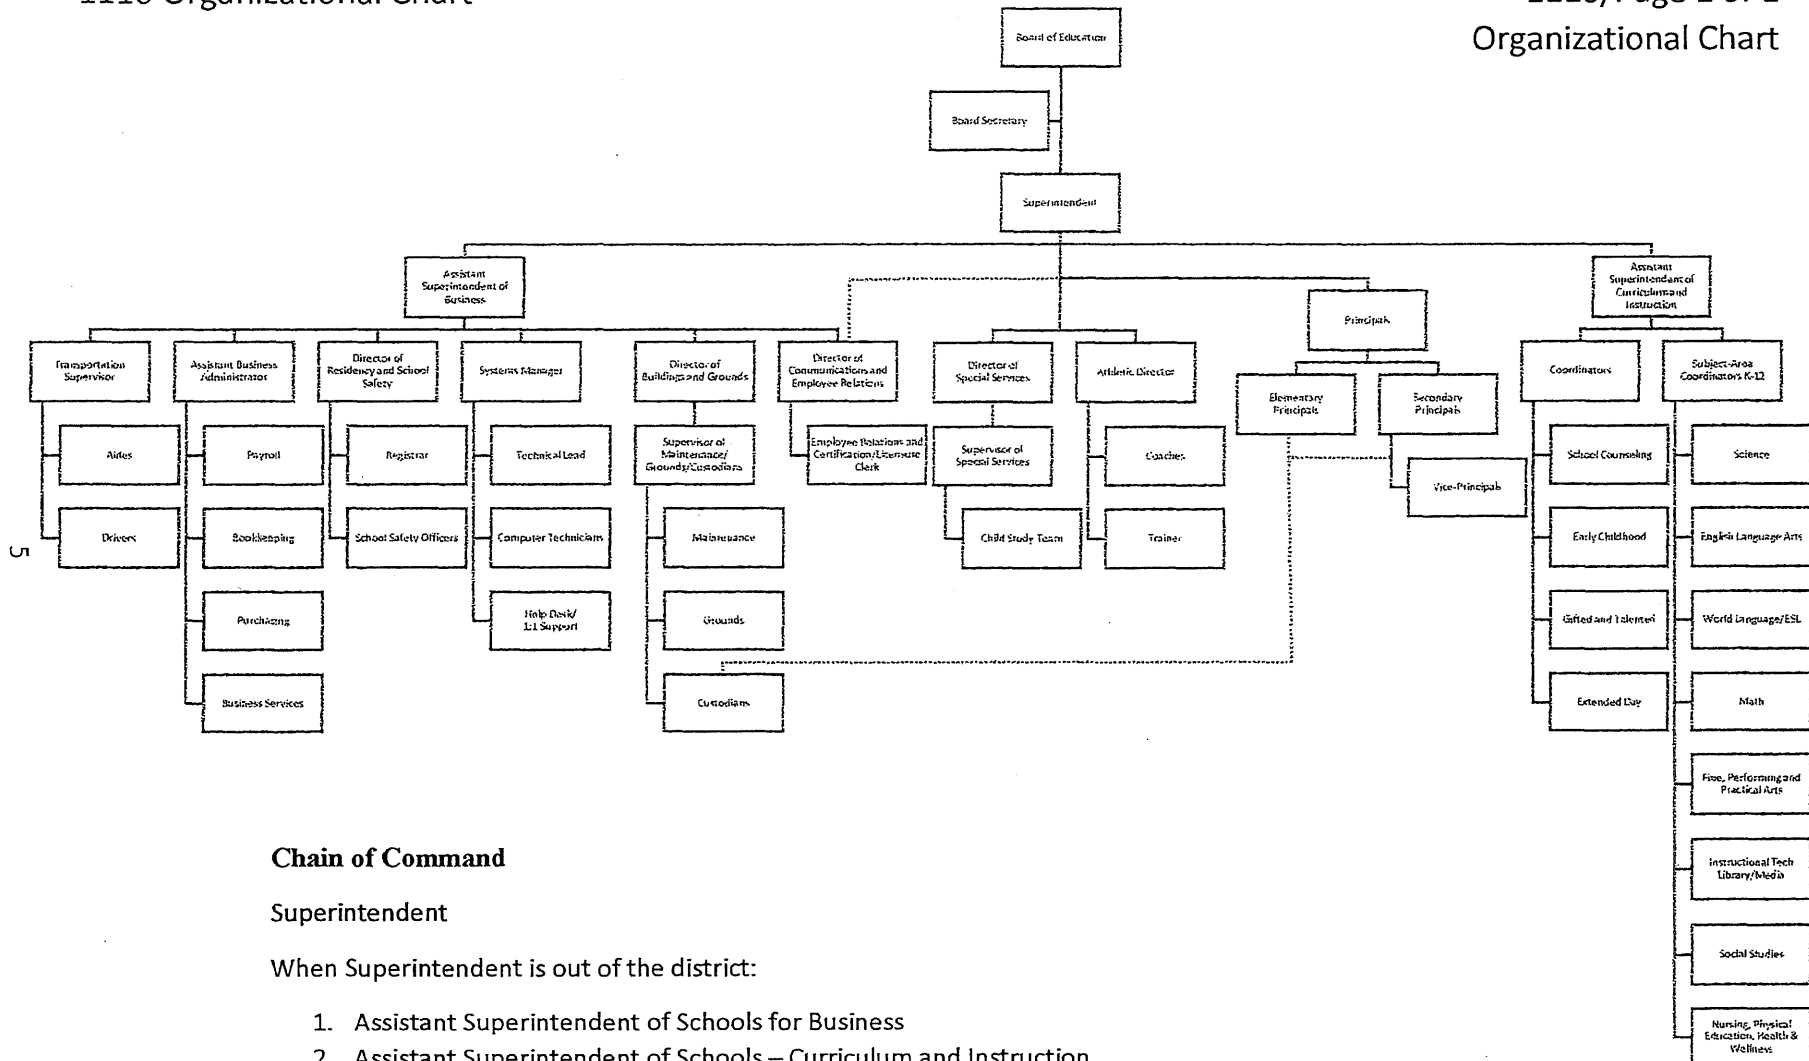 Organizational Chart
Organizational Chart
Board of Education
Board Secretary
Superintendent
Assistant
Superintendent of
Business
Assistant
Superintendent of
Curriculum and
Instruction
Principals
Transportation
Supervisor
Assistant Business
Administrator
Director of
Residency and School
Safety
Systems Manager
Director of
Buildings and Grounds
Director of
Communications and
Employee Relations
Director of
Special Services
Athletic Director
Elementary
Principals
Secondary
Principals
Coordinators
Subject-Area
Coordinators K-12
Aides
Payroll
Registrar
Technical Lead
Supervisor of
Maintenance/
Grounds/Custodians
Employee Relations and
Certification/Licensure
Clerk
Supervisor of
Special Services
Coaches
Vice-Principals
School Counseling
Science
Drivers
Bookkeeping
School Safety Officers
Computer Technicians
Maintenance
Child Study Team
Trainer
Early Childhood
English Language Arts
5
Purchasing
Help Desk/
1:1 Support
Grounds
Gifted and Talented
World Language/ESL
Business Services
Custodians
Extended Day
Math
Fine, Performing and
Practical Arts
Instructional Tech
Library/Media
Social Studies
Nursing, Physical
Education, Health &
Wellness
Chain of Command
Superintendent
When Superintendent is out of the district:
1. Assistant Superintendent of Schools for Business
2. Assistant Superintendent of Schools – Curriculum and Instruction